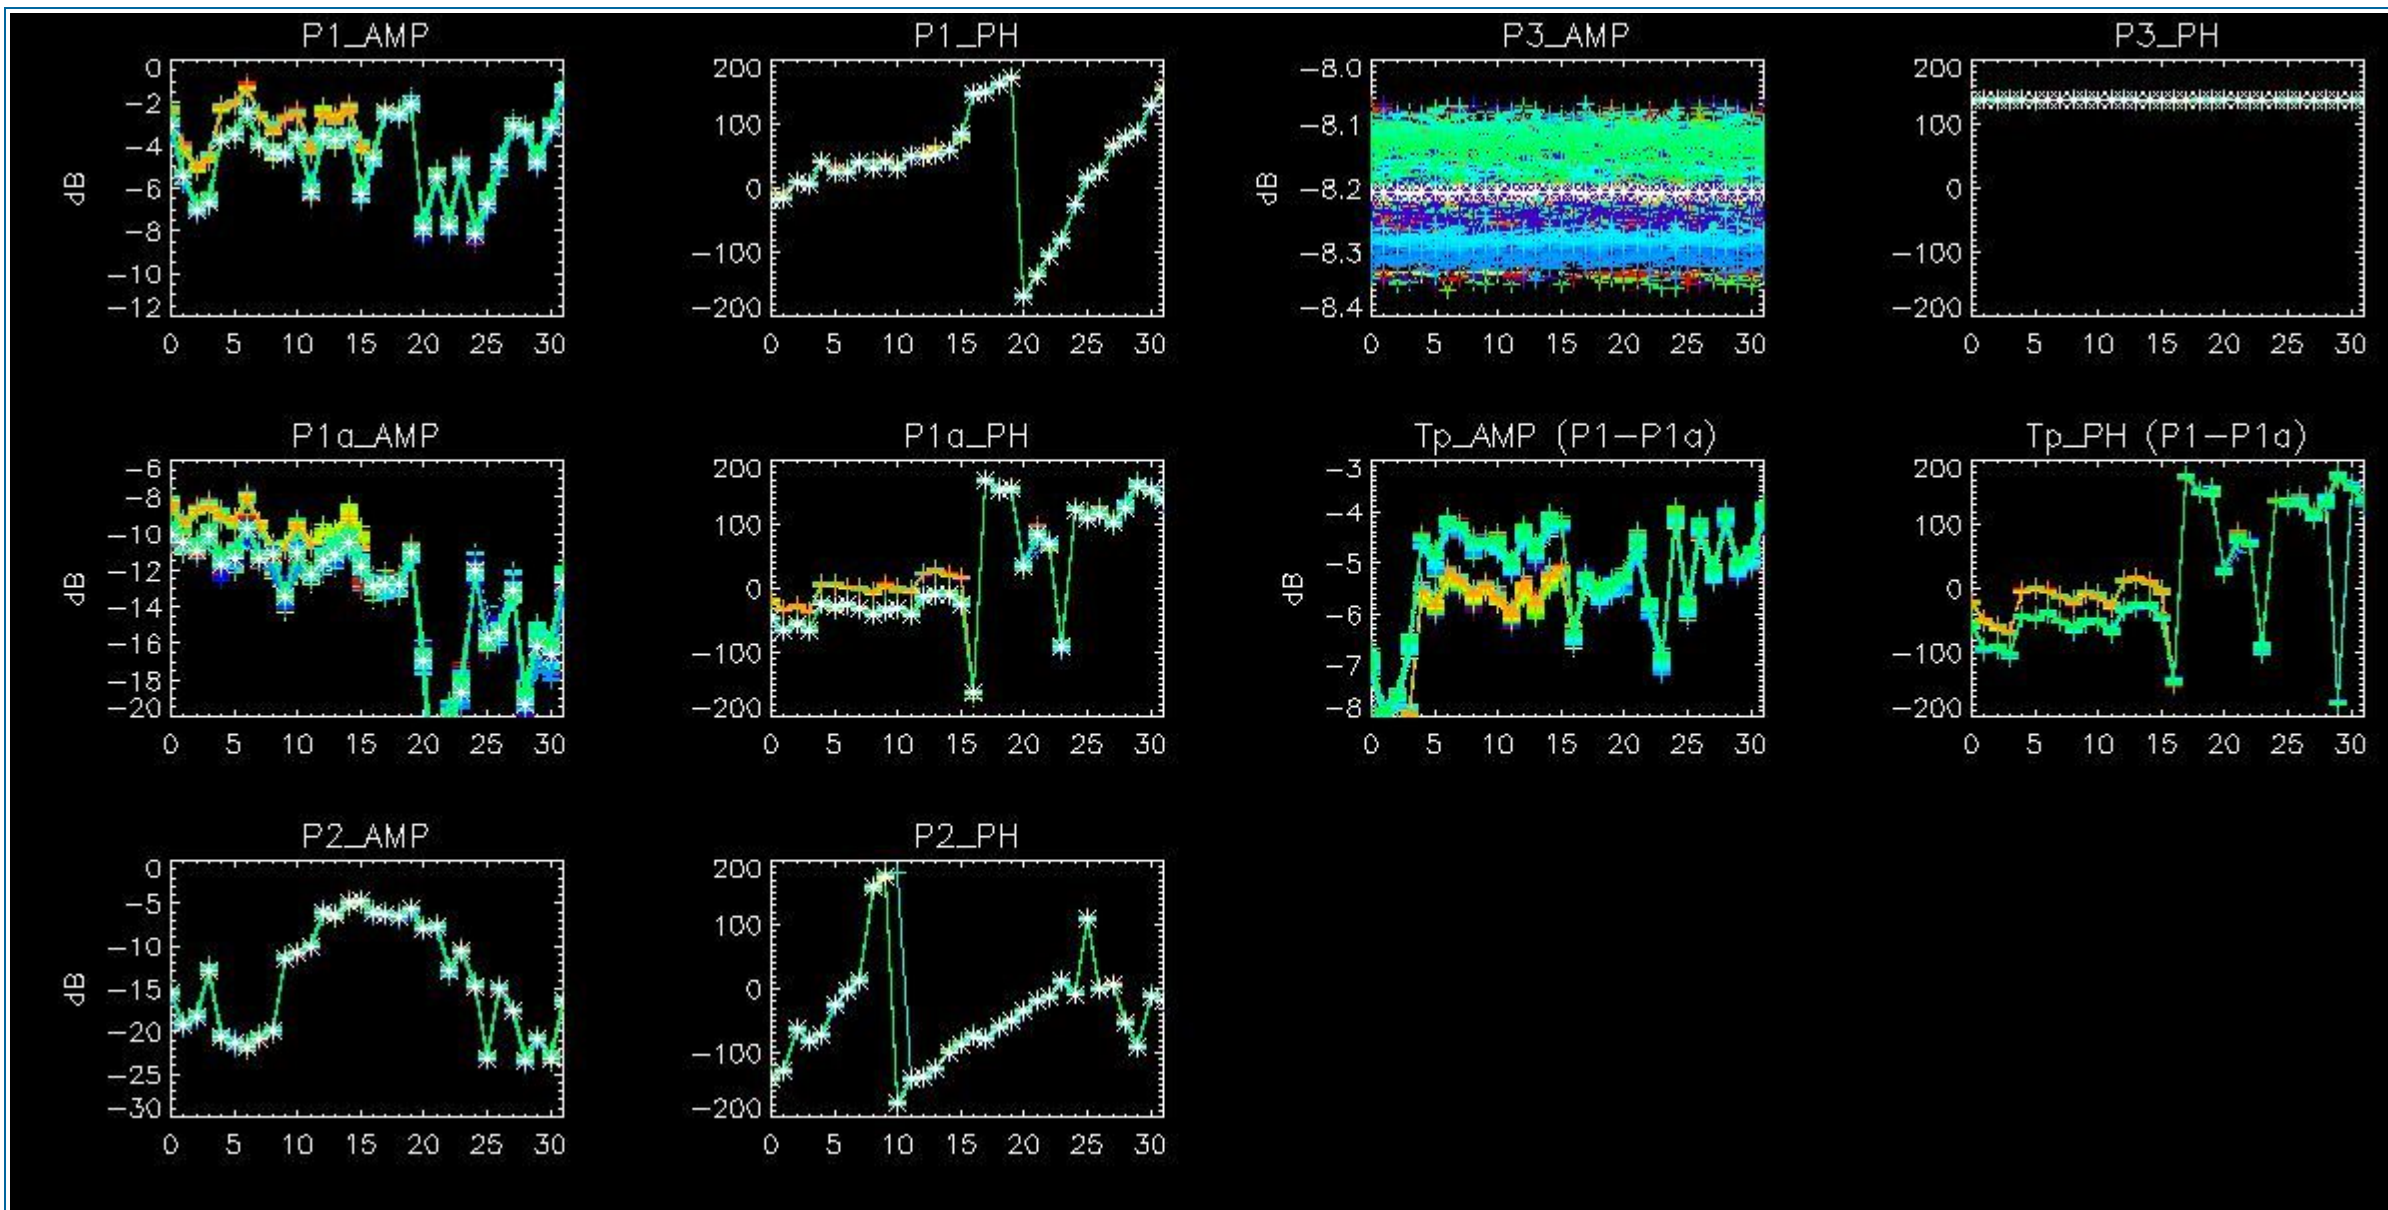 P1_AMP P1_PH P3_AMP P3_PH
0 200 -8.0 200
-2 100 -8.1 100
-4 0 -8.2 0
-6 -100 -8.3 -100
-8 -200 -8.4 -200
-10
-12
dB dB
0 5 10 15 20 25 30 0 5 10 15 20 25 30 0 5 10 15 20 25 30 0 5 10 15 20 25 30
P1a_AMP P1a_PH Tp_AMP (P1-P1a) Tp_PH (P1-P1a)
-6 200 -3 200
-8 100 -4 100
-10 0 -5 0
-12 -100 -6 -100
-14 -200 -7 -200
-16 -8
-18
-20
dB dB
0 5 10 15 20 25 30 0 5 10 15 20 25 30 0 5 10 15 20 25 30 0 5 10 15 20 25 30
P2_AMP P2_PH
0 200
-5 100
-10 0
-15 -100
-20 -200
-25
-30
dB
0 5 10 15 20 25 30 0 5 10 15 20 25 30